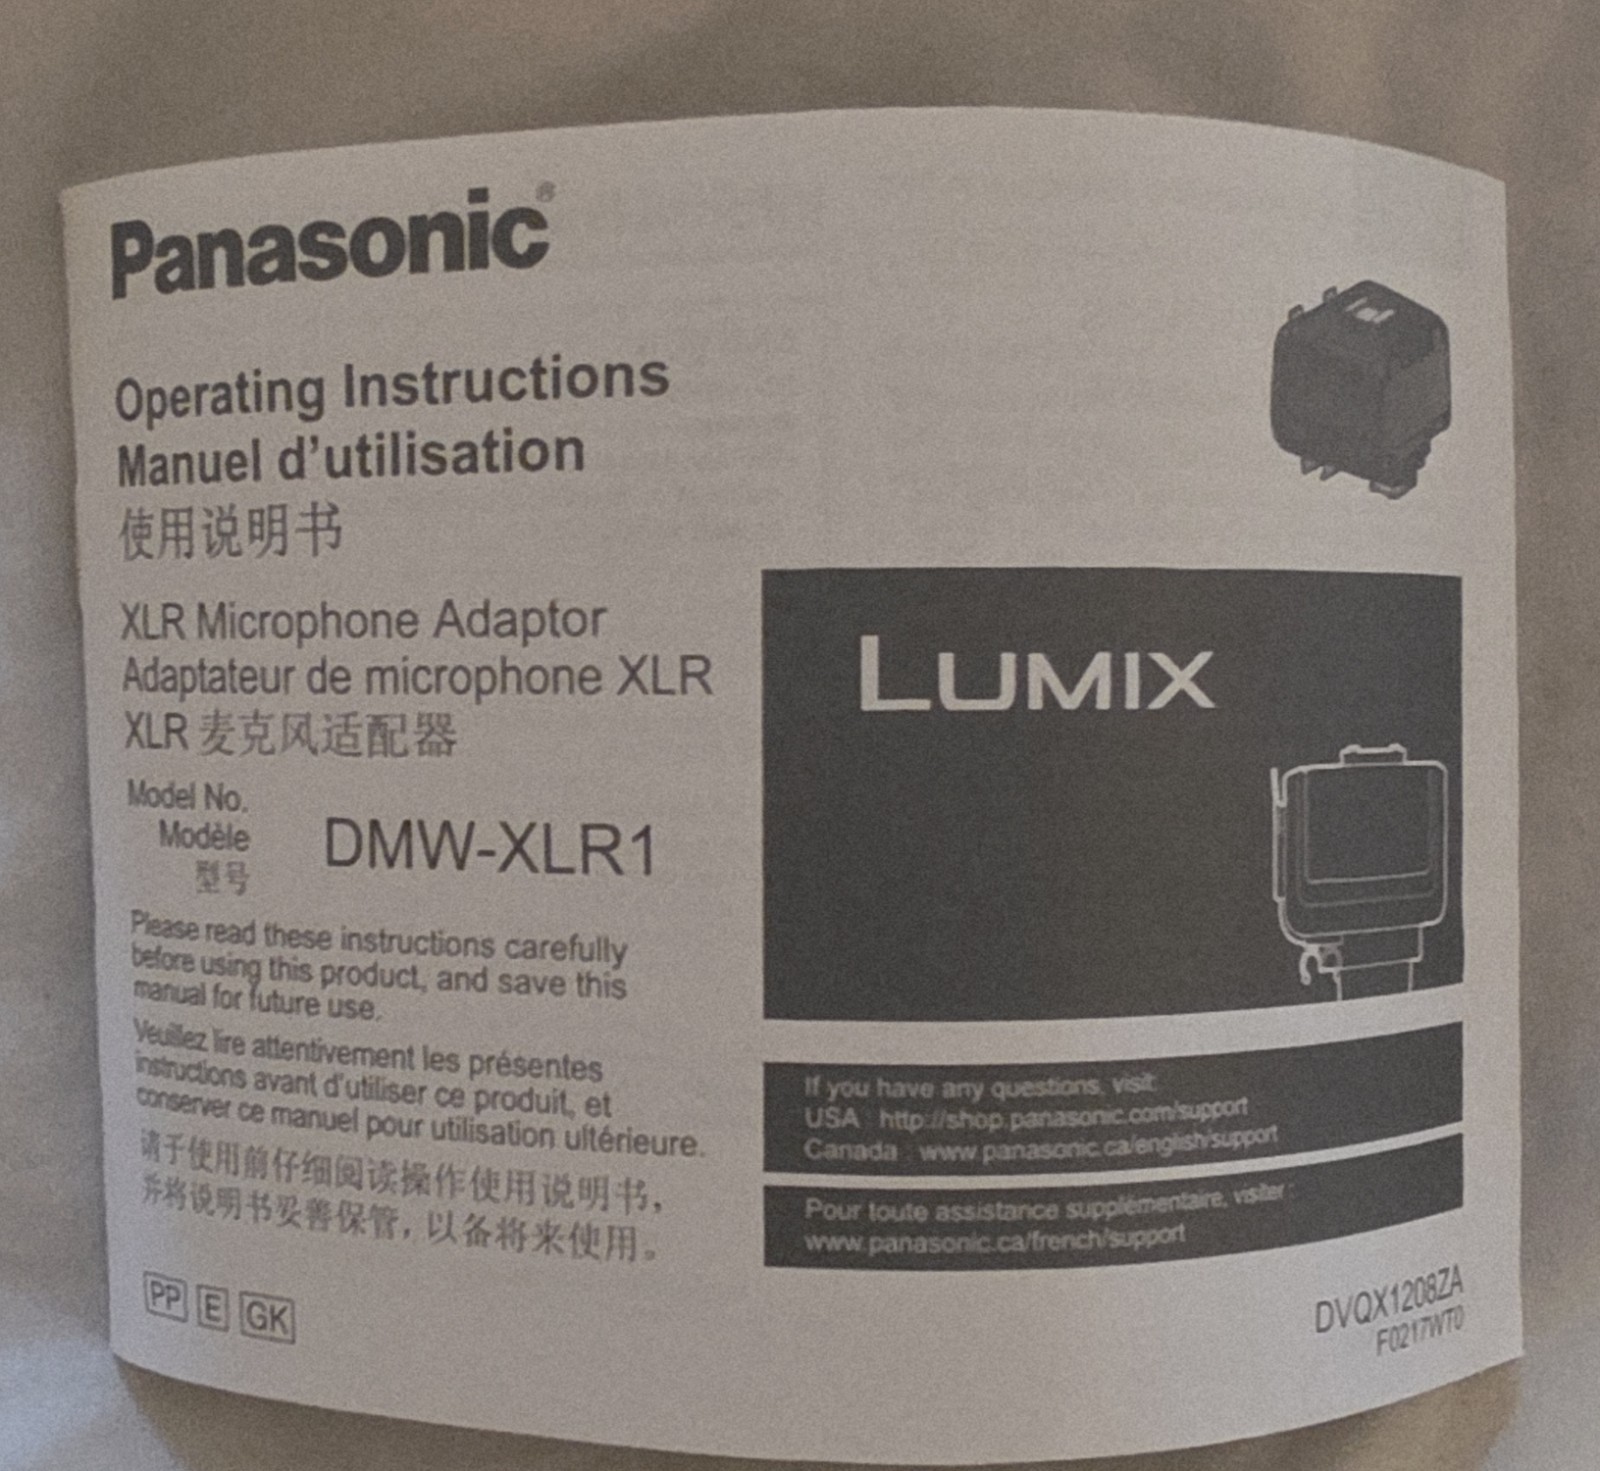 Panasonic®
Operating Instructions
Manuel d'utilisation
使用说明书
XLR Microphone Adaptor
Adaptateur de microphone XLR
XLR 麦克风适配器
Model No.
Modèle
型号
DMW-XLR1
Please read these instructions carefully
before using this product, and save this
manual for future use.
Veuillez lire attentivement les présentes
instructions avant d'utiliser ce produit, et
conserver ce manuel pour utilisation ultérieure.
请于使用前仔细阅读操作使用说明书，
并将说明书妥善保管，以备将来使用。
PP E GK
LUMIX
If you have any questions, visit:
USA : http://shop.panasonic.com/support
Canada : www.panasonic.ca/english/support
Pour toute assistance supplémentaire, visiter :
www.panasonic.ca/french/support
DVQX1208ZA
F0217WT0